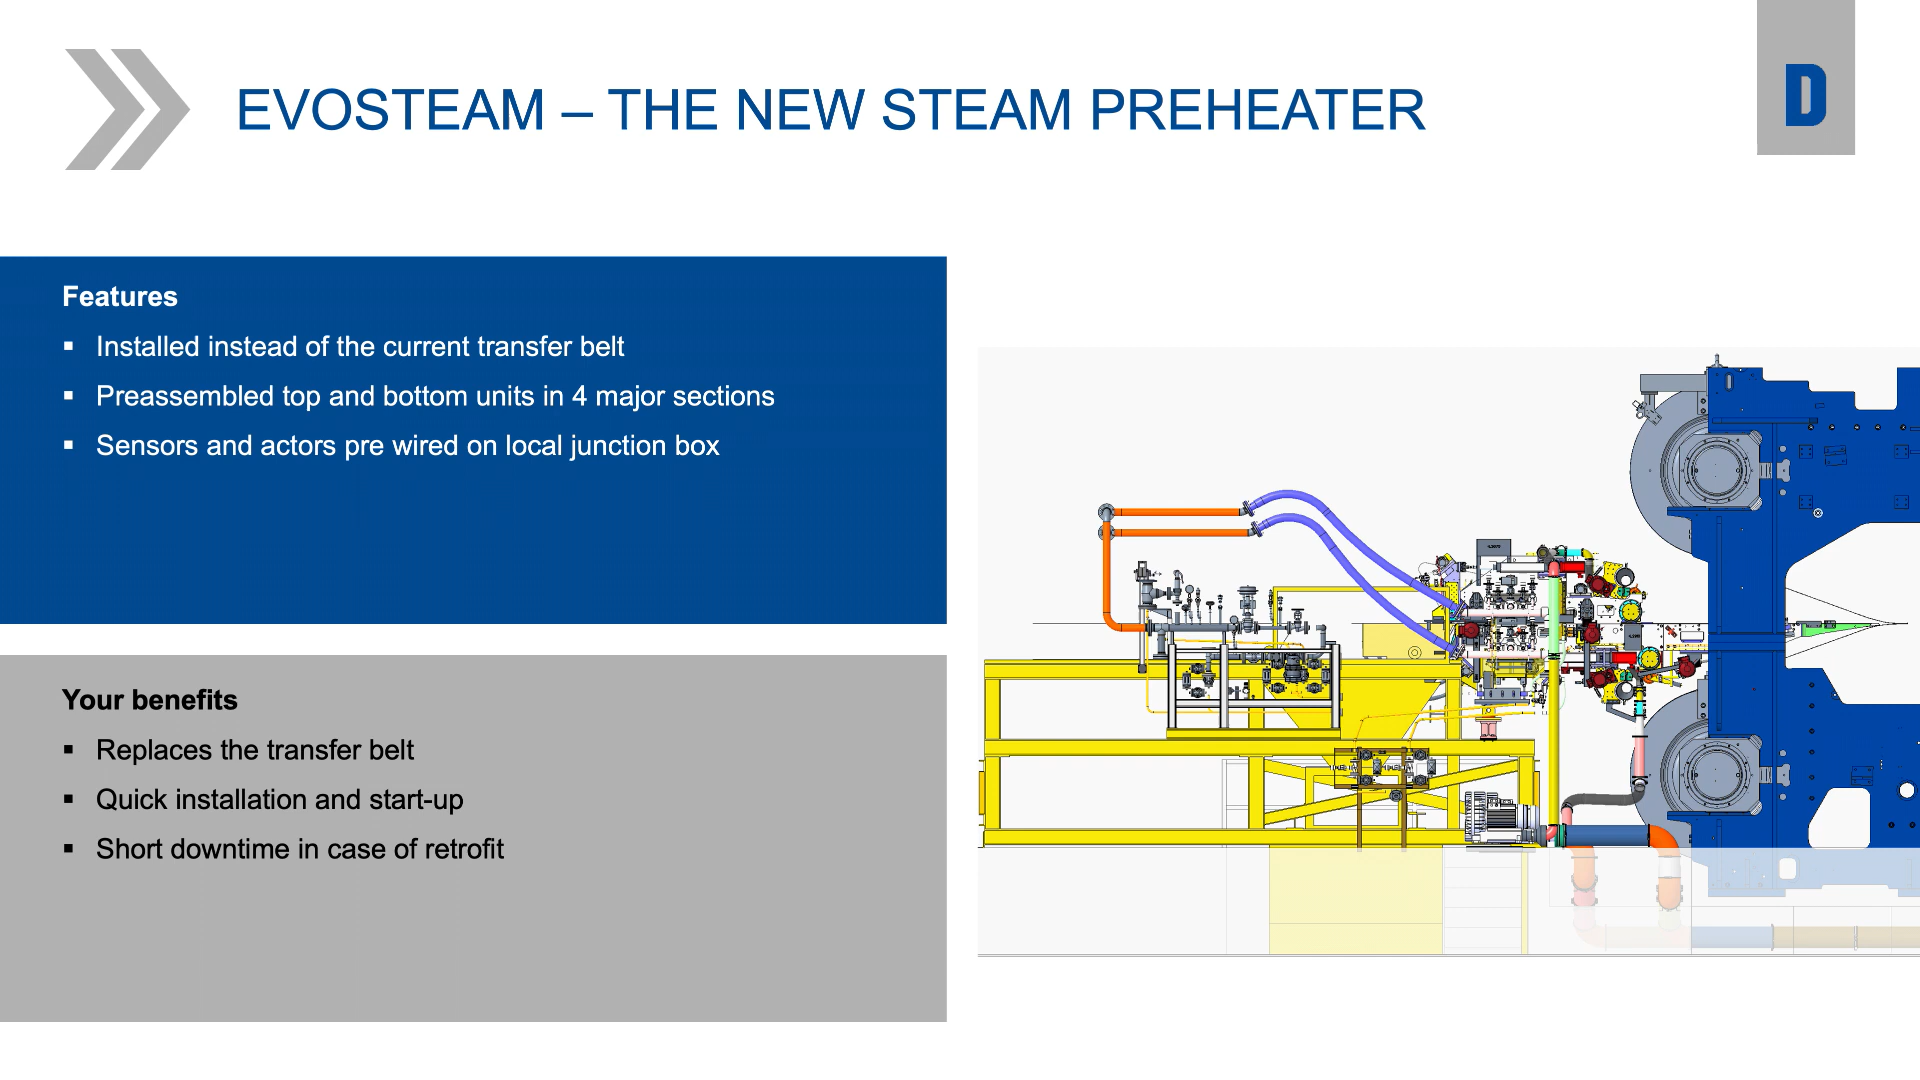 EVOSTEAM – THE NEW STEAM PREHEATER
D
Features
▪ Installed instead of the current transfer belt
▪ Preassembled top and bottom units in 4 major sections
▪ Sensors and actors pre wired on local junction box
Your benefits
▪ Replaces the transfer belt
▪ Quick installation and start-up
▪ Short downtime in case of retrofit